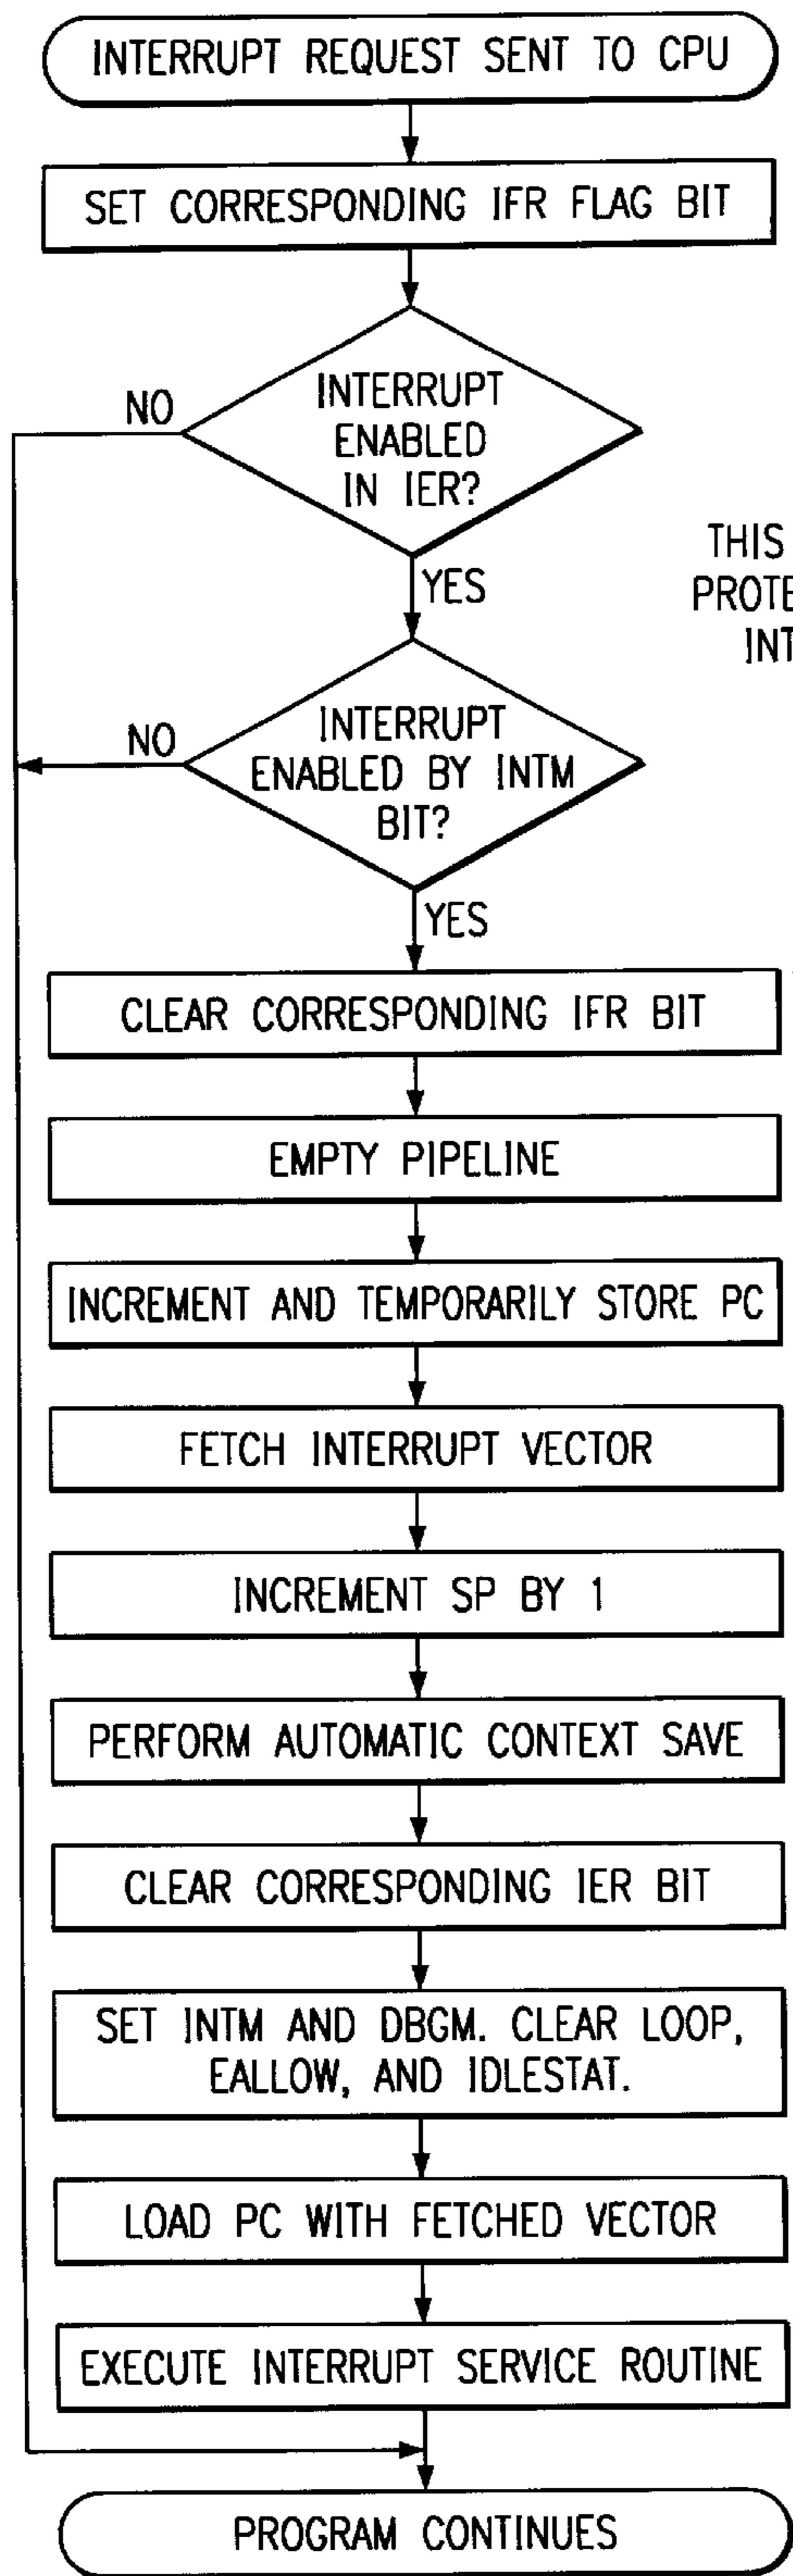 INTERRUPT REQUEST SENT TO CPU
SET CORRESPONDING IFR FLAG BIT
INTERRUPT
ENABLED
IN IER?
NO
YES
THIS
INT
INTERRUPT
ENABLED BY INTM
BIT?
NO
YES
CLEAR CORRESPONDING IFR BIT
EMPTY PIPELINE
INCREMENT AND TEMPORARILY STORE PC
FETCH INTERRUPT VECTOR
INCREMENT SP BY 1
PERFORM AUTOMATIC CONTEXT SAVE
CLEAR CORRESPONDING IER BIT
SET INTM AND DBGM. CLEAR LOOP,
EALLOW, AND IDLESTAT.
LOAD PC WITH FETCHED VECTOR
EXECUTE INTERRUPT SERVICE ROUTINE
PROGRAM CONTINUES